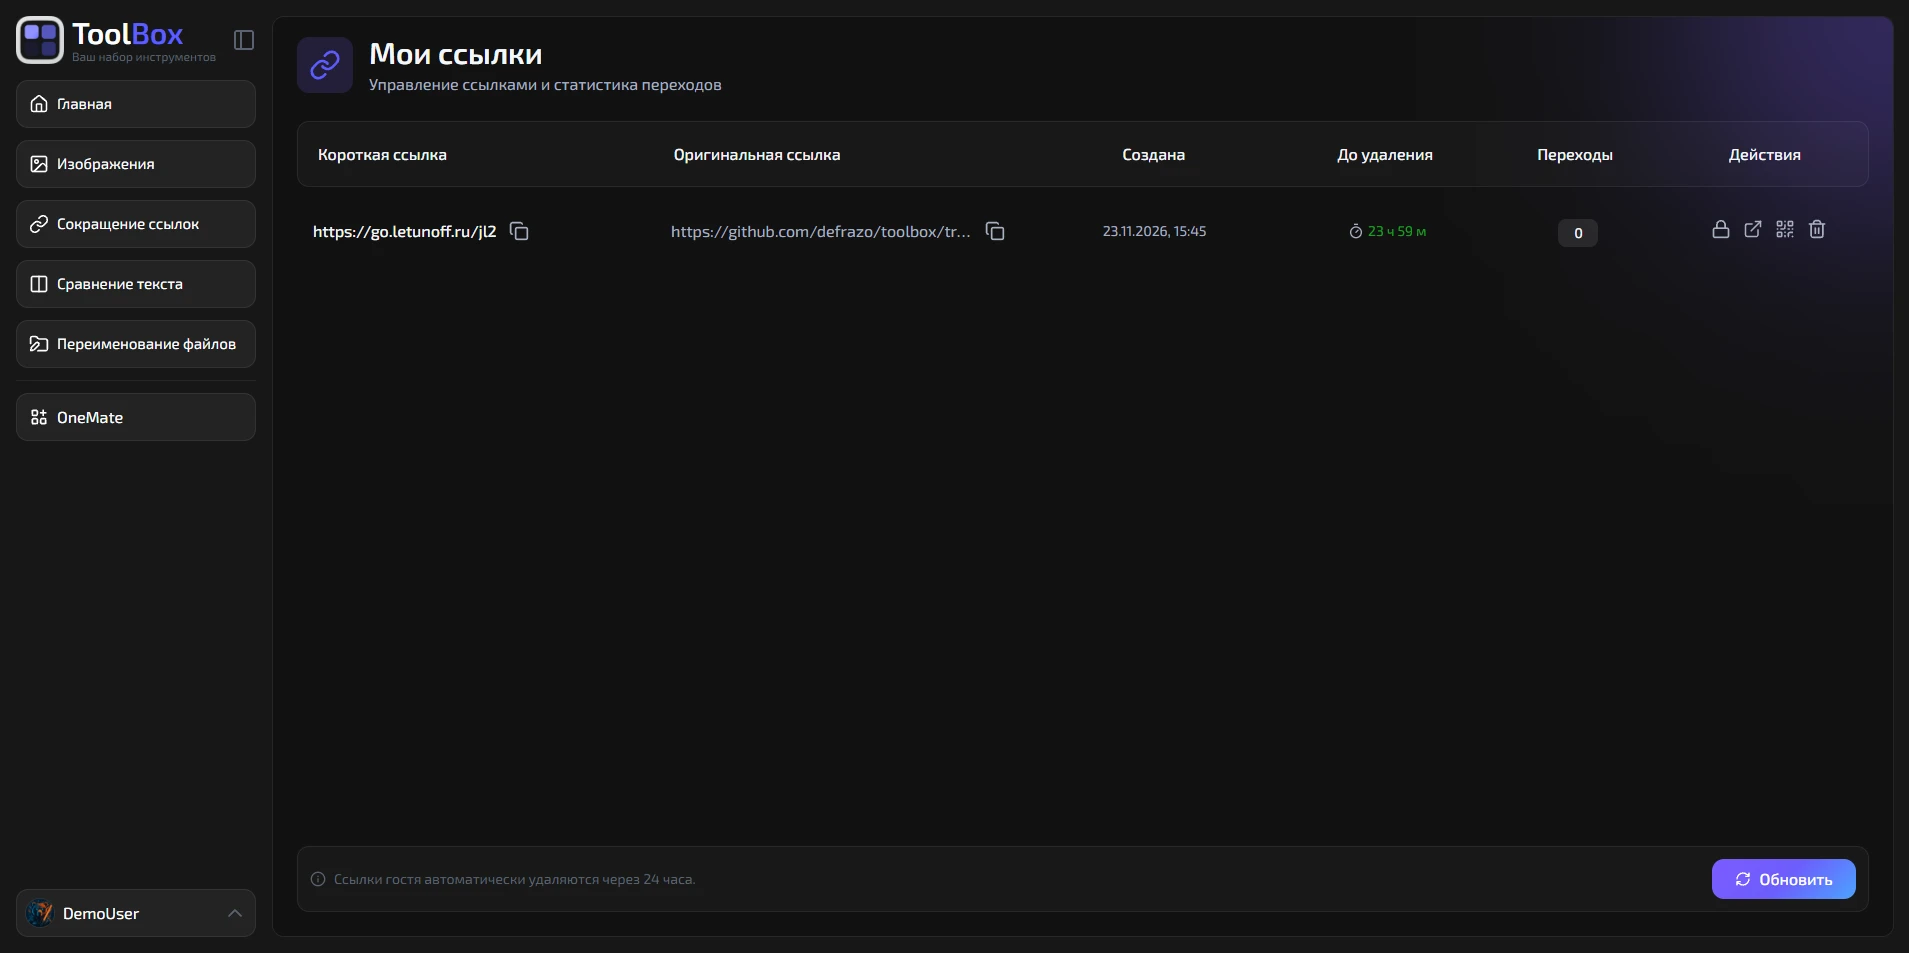 ToolBox
Ваш набор инструментов
Главная
Изображения
Сокращение ссылок
Сравнение текста
Переименование файлов
OneMate
DemoUser
Мои ссылки
Управление ссылками и статистика переходов
Короткая ссылка Оригинальная ссылка Создана До удаления Переходы Действия
https://go.letunoff.ru/jl2 https://github.com/defrazo/toolbox/tr... 23.11.2026, 15:45 23 ч 59 м 0
Ссылки гостя автоматически удаляются через 24 часа.
Обновить